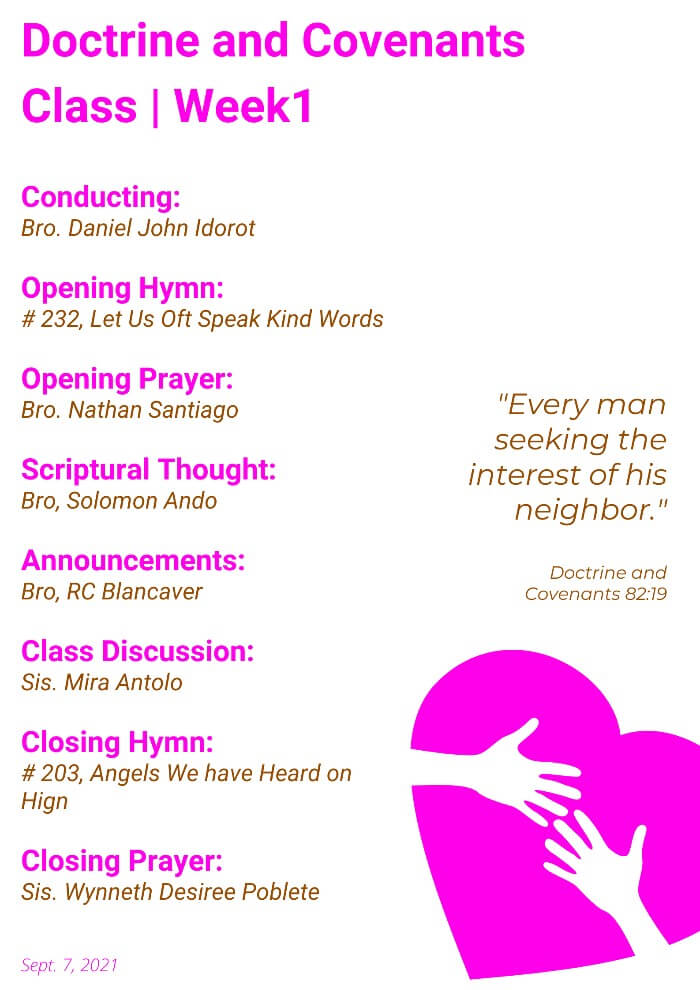 Doctrine and Covenants
Class | Week1
Conducting:
Bro. Daniel John Idorot
Opening Hymn:
# 232, Let Us Oft Speak Kind Words
Opening Prayer:
Bro. Nathan Santiago
Scriptural Thought:
Bro, Solomon Ando
Announcements:
Bro, RC Blancaver
Class Discussion:
Sis. Mira Antolo
Closing Hymn:
# 203, Angels We have Heard on
Hign
Closing Prayer:
Sis. Wynneth Desiree Poblete
"Every man
seeking the
interest of his
neighbor."
Doctrine and
Covenants 82:19
Sept. 7, 2021